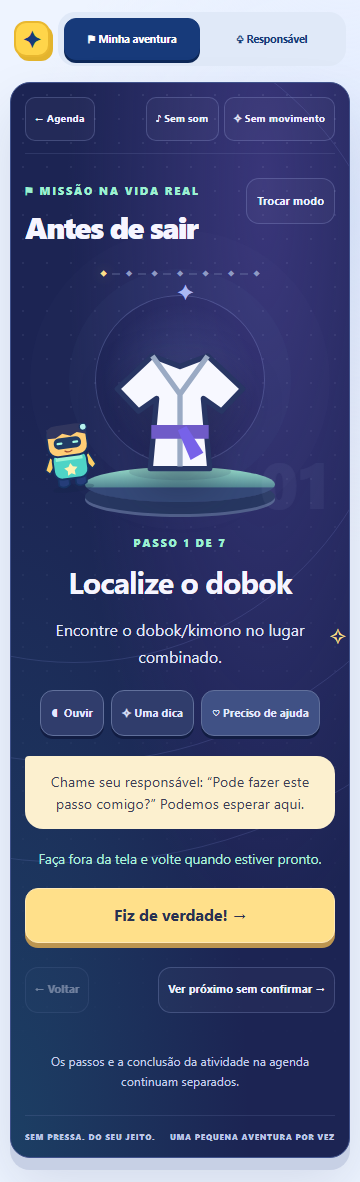 Minha aventura
Responsável
← Agenda
♪ Sem som
✧ Sem movimento
MISSÃO NA VIDA REAL
Trocar modo
Antes de sair
01
PASSO 1 DE 7
Localize o dobok
Encontre o dobok/kimono no lugar
combinado.
Ouvir
✧ Uma dica
♡ Preciso de ajuda
Chame seu responsável: “Pode fazer este
passo comigo?” Podemos esperar aqui.
Faça fora da tela e volte quando estiver pronto.
Fiz de verdade! →
← Voltar
Ver próximo sem confirmar →
Os passos e a conclusão da atividade na agenda
continuam separados.
SEM PRESSA. DO SEU JEITO.
UMA PEQUENA AVENTURA POR VEZ